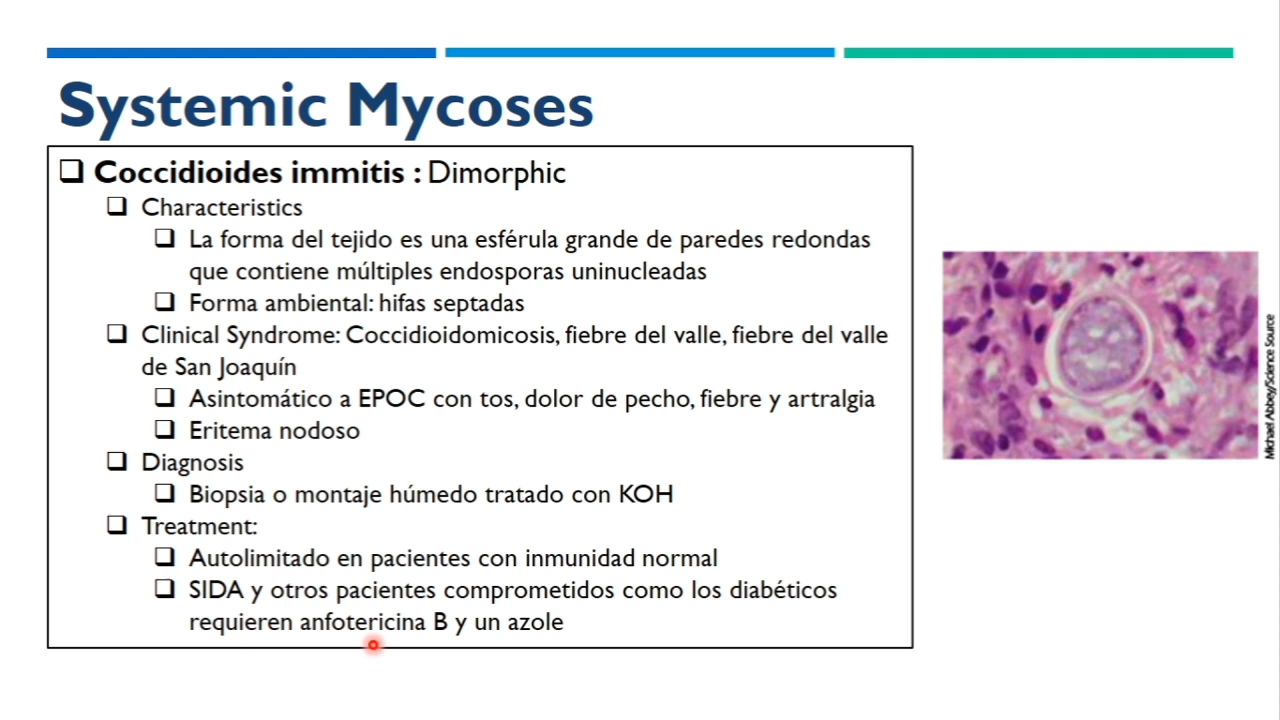 Systemic Mycoses
❑ Coccidioides immitis : Dimorphic
❑ Characteristics
❑ La forma del tejido es una esférula grande de paredes redondas
que contiene múltiples endosporas uninucleadas
❑ Forma ambiental: hifas septadas
❑ Clinical Syndrome: Coccidioidomicosis, fiebre del valle, fiebre del valle
de San Joaquín
❑ Asintomático a EPOC con tos, dolor de pecho, fiebre y artralgia
❑ Eritema nodoso
❑ Diagnosis
❑ Biopsia o montaje húmedo tratado con KOH
❑ Treatment:
❑ Autolimitado en pacientes con inmunidad normal
❑ SIDA y otros pacientes comprometidos como los diabéticos
requieren anfotericina B y un azole
Michael Abbey/Science Source